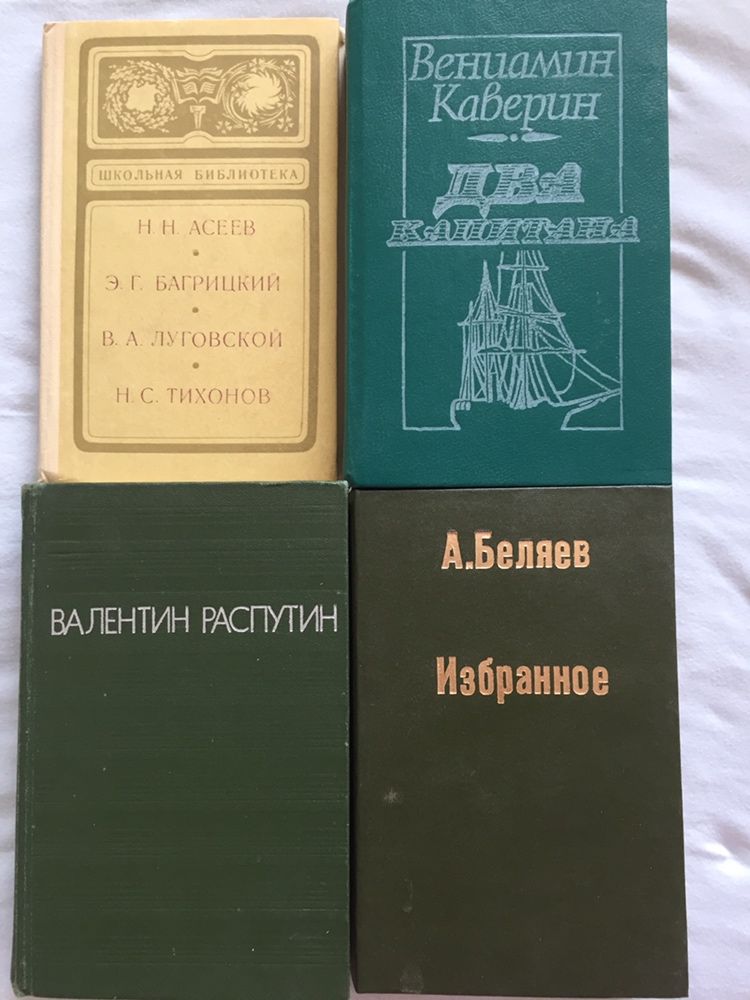 ШКОЛЬНАЯ БИБЛИОТЕКА
Н. Н. АСЕЕВ
Э. Г. БАГРИЦКИЙ
В. А. ЛУГОВСКОЙ
Н. С. ТИХОНОВ
Вениамин
Каверин
ДВА
КАПИТАНА
ВАЛЕНТИН РАСПУТИН
А.Беляев
Избранное